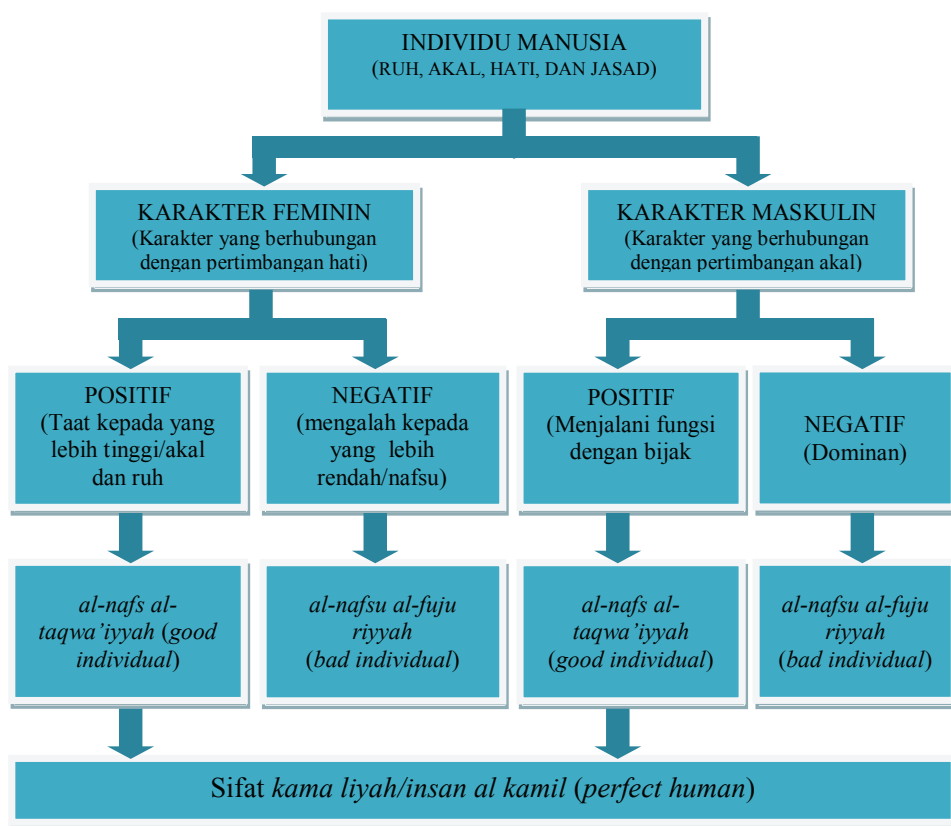 INDIVIDU MANUSIA
(RUH, AKAL, HATI, DAN JASAD)
KARAKTER FEMININ
(Karakter yang berhubungan
dengan pertimbangan hati)
KARAKTER MASKULIN
(Karakter yang berhubungan
dengan pertimbangan akal)
POSITIF
(Taat kepada yang
lebih tinggi/akal
dan ruh
NEGATIF
(mengalah kepada
yang lebih
rendah/nafsu)
POSITIF
(Menjalani fungsi
dengan bijak
NEGATIF
(Dominan)
al-nafs al-
taqwa’iyyah (good
individual)
al-nafsu al-fuju
riyyah
(bad individual)
al-nafs al-
taqwa’iyyah
(good individual)
al-nafsu al-fuju
riyyah
(bad individual)
Sifat kama liyah/insan al kamil (perfect human)